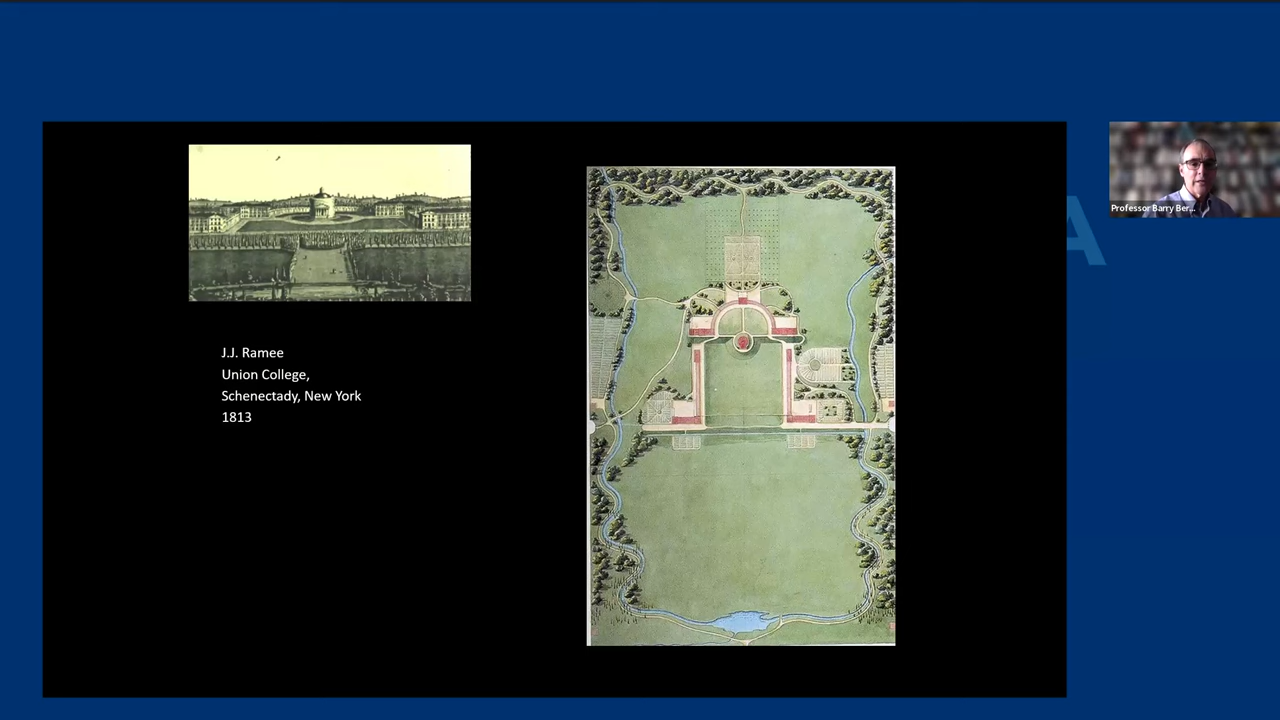 J.J. Ramee
Union College,
Schenectady, New York
1813
Professor Barry Ber...
A